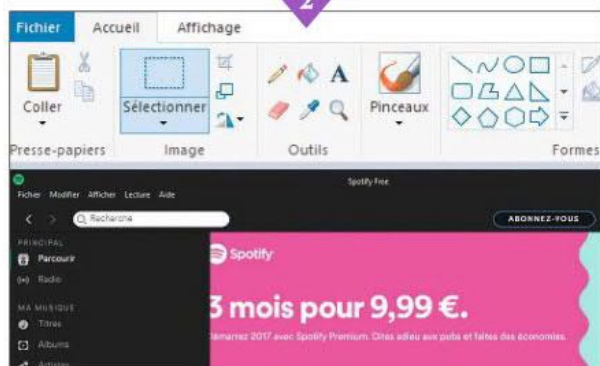 2
Fichier Accueil Affichage
Coller
Sélectionner
Pinceaux
Presse-papiers Image Outils Formes
Spotify Free
Fichier Modifier Afficher Lecture Aide
Recherche
ABONNEZ-VOUS
PRINCIPAL
Parcourir
Radio
MA MUSIQUE
Titres
Albums
Artistes
Spotify
3 mois pour 9,99 €.
Démarrez 2017 avec Spotify Premium. Dites adieu aux pubs et faites des économies.